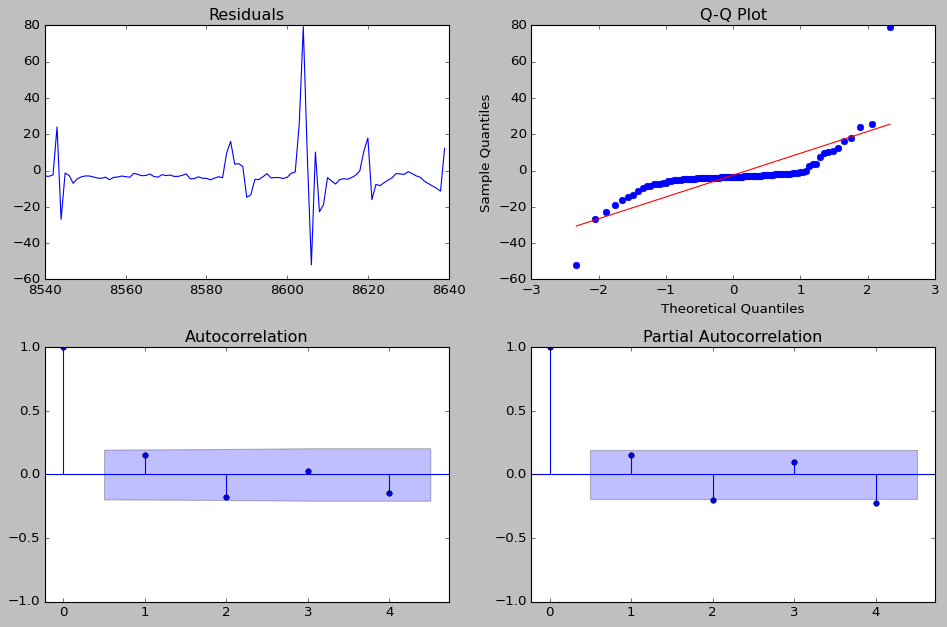 Residuals
80
60
40
20
0
−20
−40
−60
8540 8560 8580 8600 8620 8640
Q-Q Plot
Sample Quantiles
80
60
40
20
0
−20
−40
−60
−3 −2 −1 0 1 2 3
Theoretical Quantiles
Autocorrelation
1.0
0.5
0.0
−0.5
−1.0
0 1 2 3 4
Partial Autocorrelation
1.0
0.5
0.0
−0.5
−1.0
0 1 2 3 4